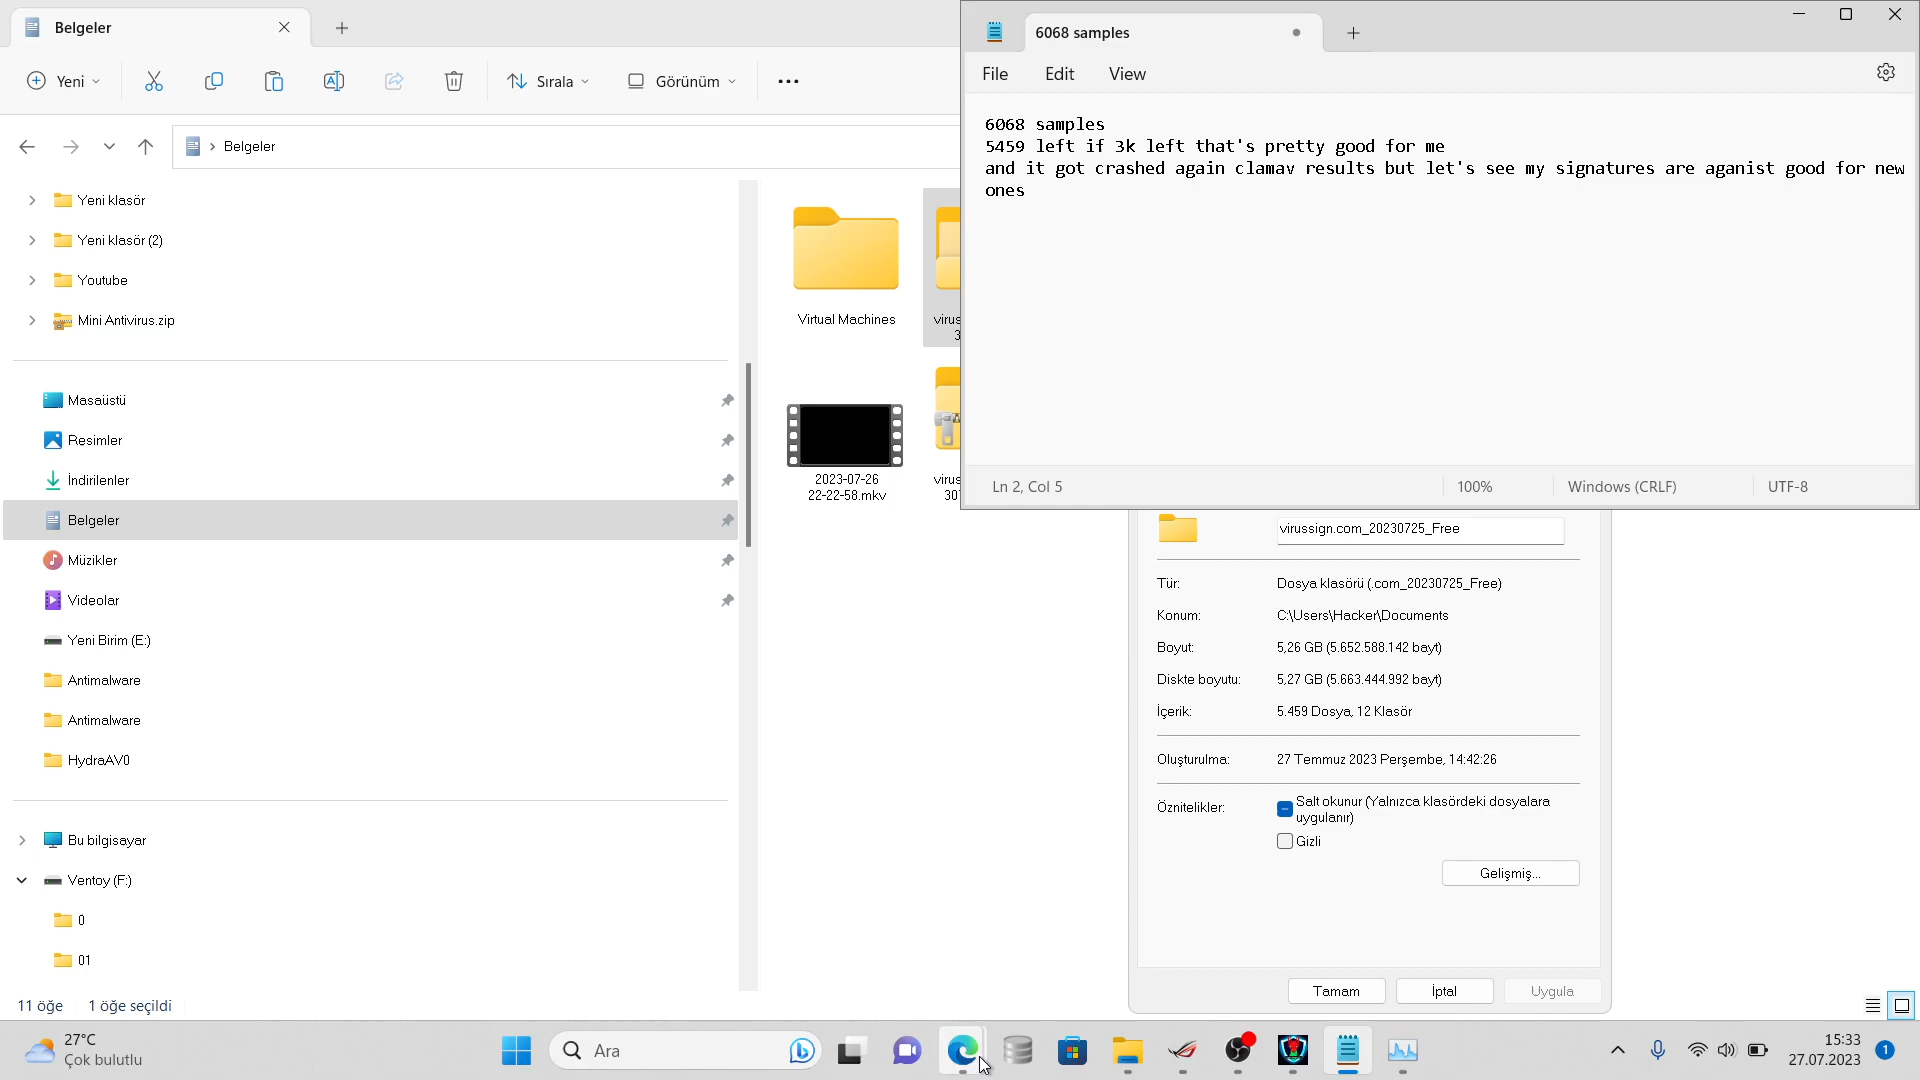 Belgeler
6068 samples
Yeni
Sırala
Görünüm
File
Edit
View
Belgeler
6068 samples
5459 left if 3k left that's pretty good for me
and it got crashed again clamav results but let's see my signatures are aganist good for new
ones
Ln 2, Col 5
100%
Windows (CRLF)
UTF-8
Yeni klasör
Yeni klasör (2)
Youtube
Mini Antivirus.zip
Masaüstü
Resimler
İndirilenler
Belgeler
Müzikler
Videolar
Yeni Birim (E:)
Antimalware
Antimalware
HydraAV0
Bu bilgisayar
Ventoy (F:)
0
01
Virtual Machines
virus
3
2023-07-26
22-22-58.mkv
virus
307
virussign.com_20230725_Free
Tür:
Dosya klasörü (.com_20230725_Free)
Konum:
C:\Users\Hacker\Documents
Boyut:
5,26 GB (5.652.588.142 bayt)
Diskte boyutu:
5,27 GB (5.663.444.992 bayt)
İçerik:
5.459 Dosya, 12 Klasör
Oluşturulma:
27 Temmuz 2023 Perşembe, 14:42:26
Öznitelikler:
Salt okunur (Yalnızca klasördeki dosyalara
uygulanır)
Gizli
Gelişmiş...
Tamam
İptal
Uygula
11 öğe
1 öğe seçildi
27°C
Çok bulutlu
Ara
15:33
27.07.2023
1